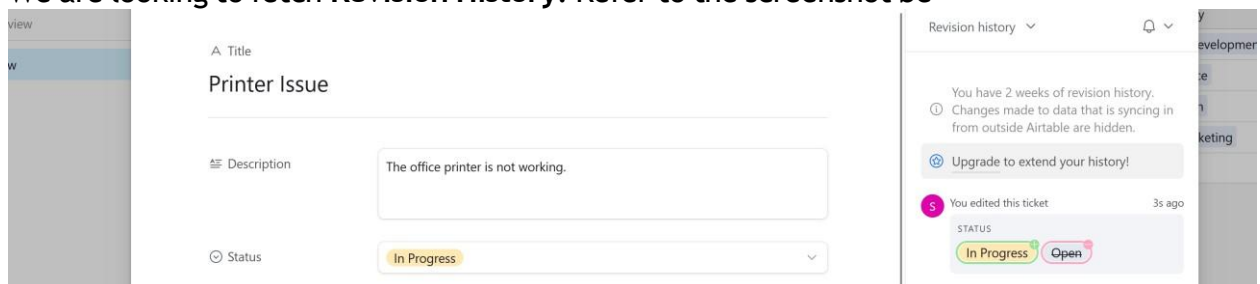 We are looking to fetch Revision History. Refer to the screenshot be
view
w
A Title
Printer Issue
Description
The office printer is not working.
Status
In Progress
Revision history
You have 2 weeks of revision history.
Changes made to data that is syncing in
from outside Airtable are hidden.
Upgrade to extend your history!
S You edited this ticket 3s ago
STATUS
In Progress Open
y
evelopmen
ce
n
keting